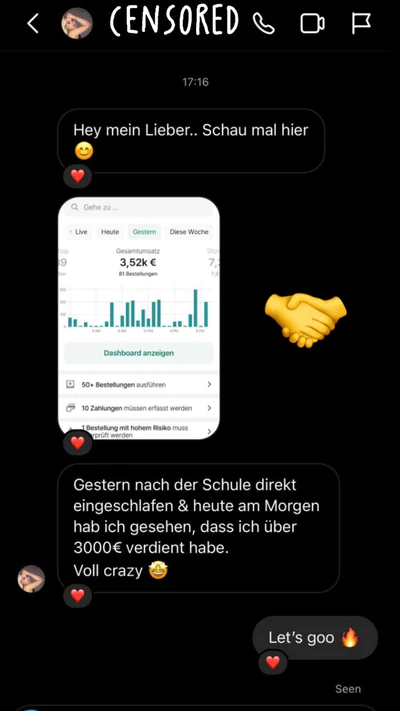 CENSORED
17:16
Hey mein Lieber.. Schau mal hier
😊
Gehe zu ...
Live Heute Gestern Diese Woche
Gesamtumsatz
3,52k €
81 Bestellungen
Dashboard anzeigen
50+ Bestellungen ausführen
10 Zahlungen müssen erfasst werden
1 Bestellung mit hohem Risiko muss
Gestern nach der Schule direkt
eingeschlafen & heute am Morgen
hab ich gesehen, dass ich über
3000€ verdient habe.
Voll crazy 🤩
Let's goo 🔥
Seen